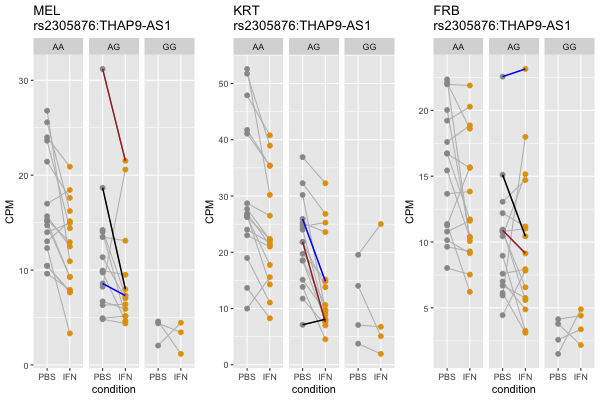 MEL
rs2305876:THAP9-AS1
AA AG GG
CPM
30
20
10
0
PBS IFN PBS IFN PBS IFN
condition
KRT
rs2305876:THAP9-AS1
AA AG GG
CPM
50
40
30
20
10
0
PBS IFN PBS IFN PBS IFN
condition
FRB
rs2305876:THAP9-AS1
AA AG GG
CPM
20
15
10
5
PBS IFN PBS IFN PBS IFN
condition